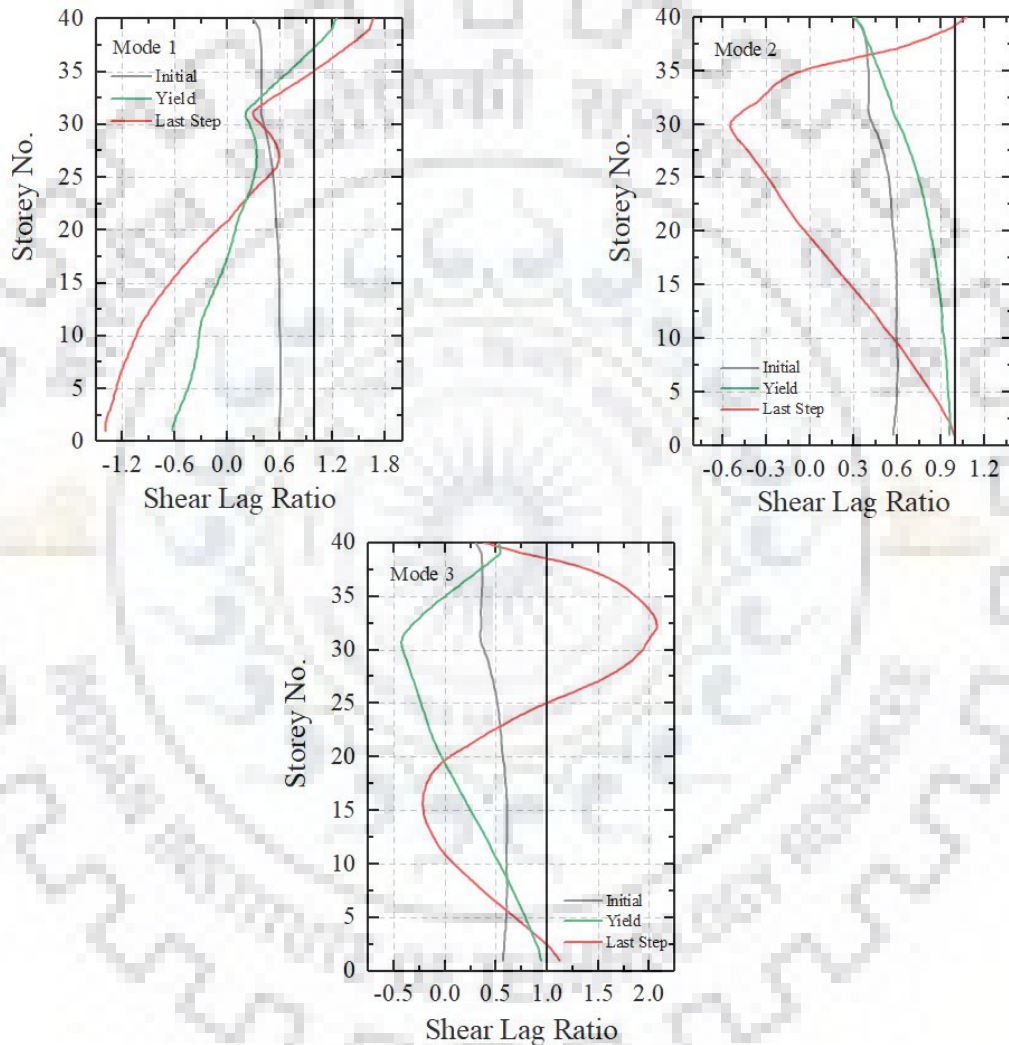 40
35
30
25
20
15
10
5
0
Storey No.
Mode 1
Initial
Yield
Last Step
-1.2 -0.6 0.0 0.6 1.2 1.8
Shear Lag Ratio
40
35
30
25
20
15
10
5
0
Storey No.
Mode 2
Initial
Yield
Last Step
-0.6 -0.3 0.0 0.3 0.6 0.9 1.2
Shear Lag Ratio
40
35
30
25
20
15
10
5
0
Storey No.
Mode 3
Initial
Yield
Last Step
-0.5 0.0 0.5 1.0 1.5 2.0
Shear Lag Ratio